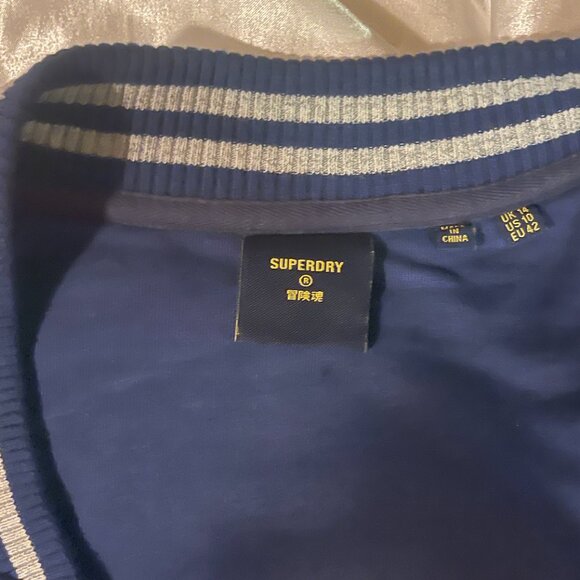 SUPERDRY
®
冒険魂
IN
CHINA
UK 14
US 10
EU 42